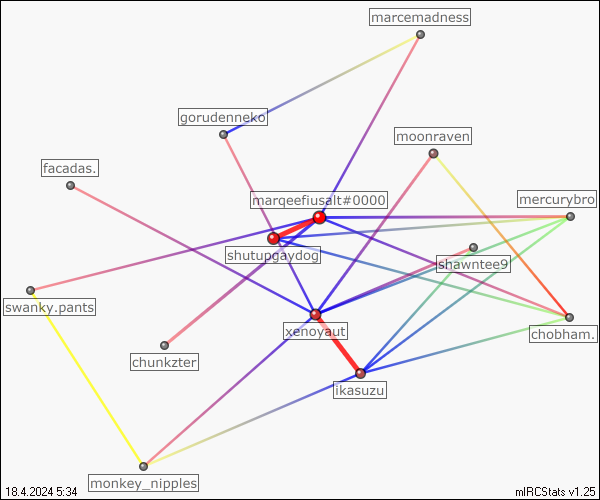 marcemadness
gorudenneko
moonraven
facadas.
marqeefiusalt#0000
mercurybro
shutupgaydog
shawntee9
swanky.pants
xenoyaut
chobham.
chunkzter
ikasuzu
monkey_nipples
18.4.2024 5:34
mIRCStats v1.25